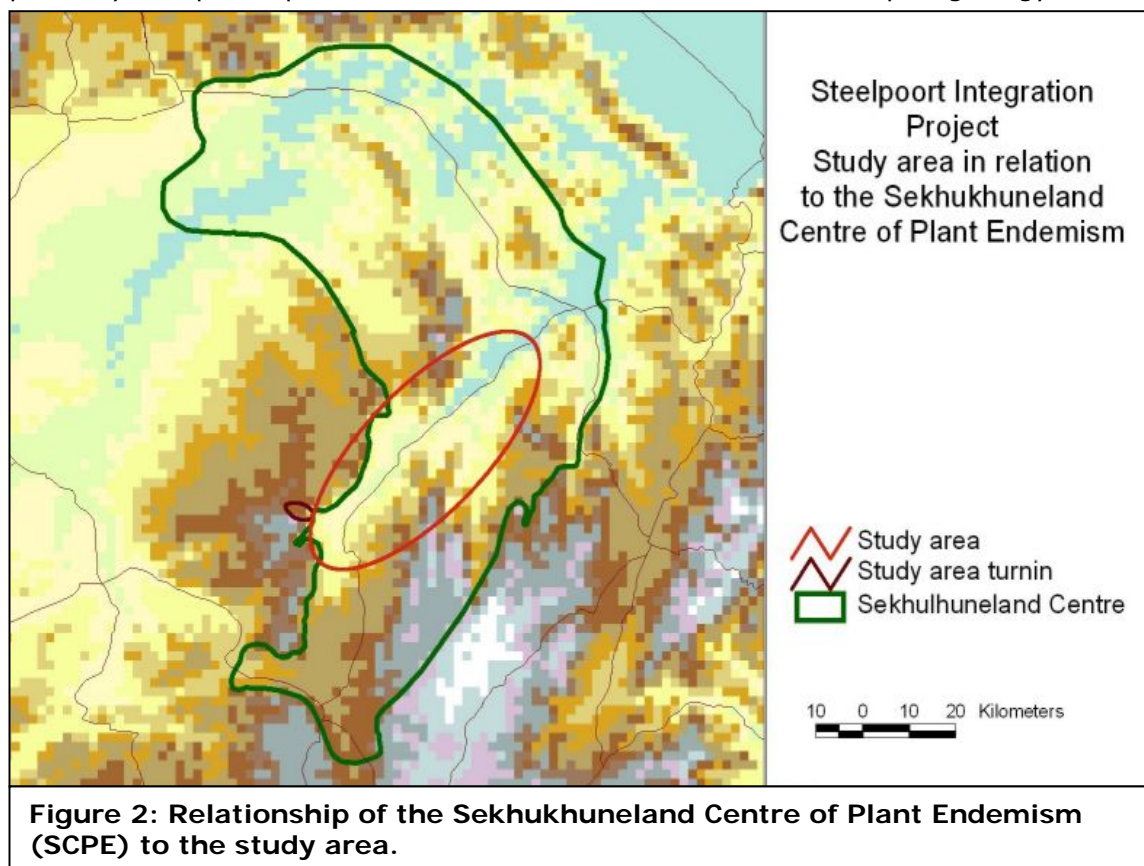 Steelpoort Integration
Project
Study area in relation
to the Sekhukhuneland
Centre of Plant Endemism
Study area
Study area turnin
Sekhulhuneland Centre
10 0 10 20 Kilometers
Figure 2: Relationship of the Sekhukhuneland Centre of Plant Endemism
(SCPE) to the study area.